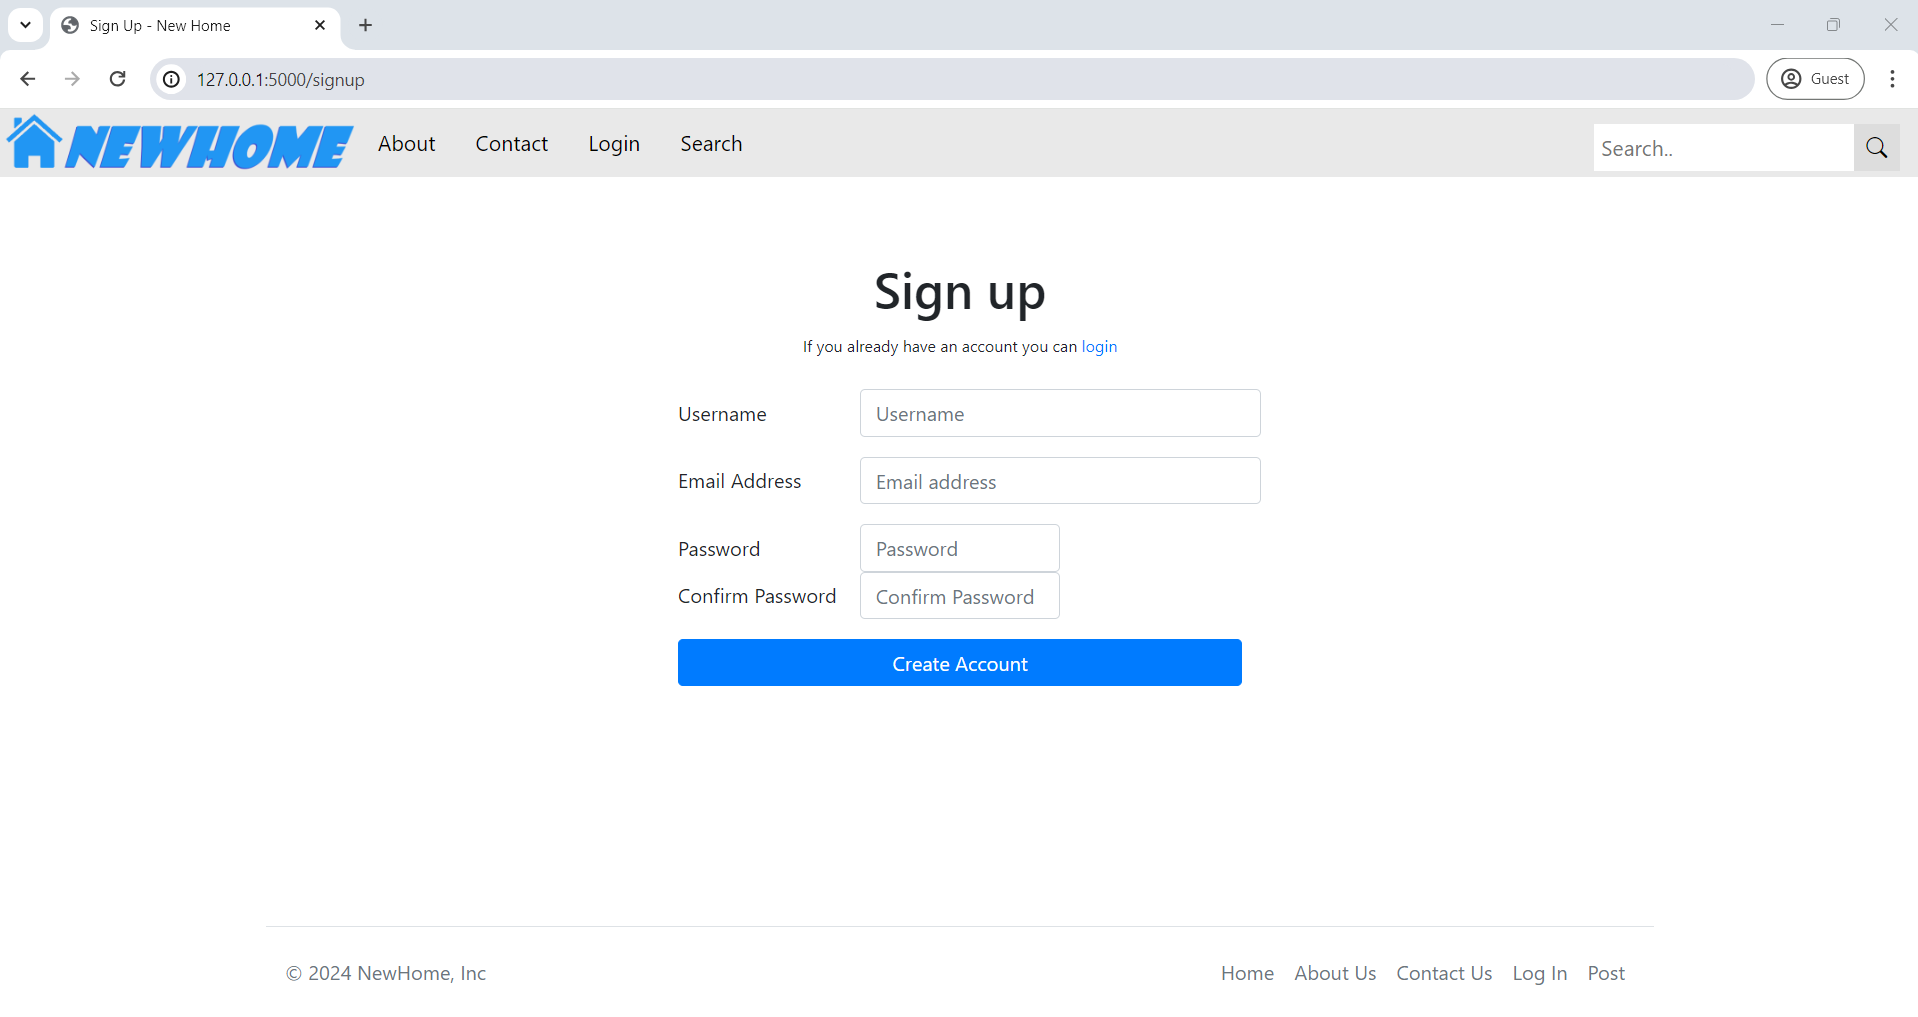 Sign Up - New Home
127.0.0.1:5000/signup
Guest
NEWHOME
About
Contact
Login
Search
Search..
Sign up
If you already have an account you can login
Username
Username
Email Address
Email address
Password
Password
Confirm Password
Confirm Password
Create Account
© 2024 NewHome, Inc
Home
About Us
Contact Us
Log In
Post